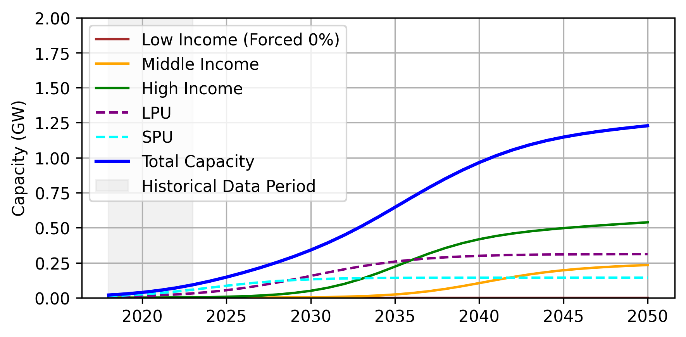 2.00
1.75
1.50
1.25
1.00
0.75
0.50
0.25
0.00
Capacity (GW)
Low Income (Forced 0%)
Middle Income
High Income
LPU
SPU
Total Capacity
Historical Data Period
2020 2025 2030 2035 2040 2045 2050